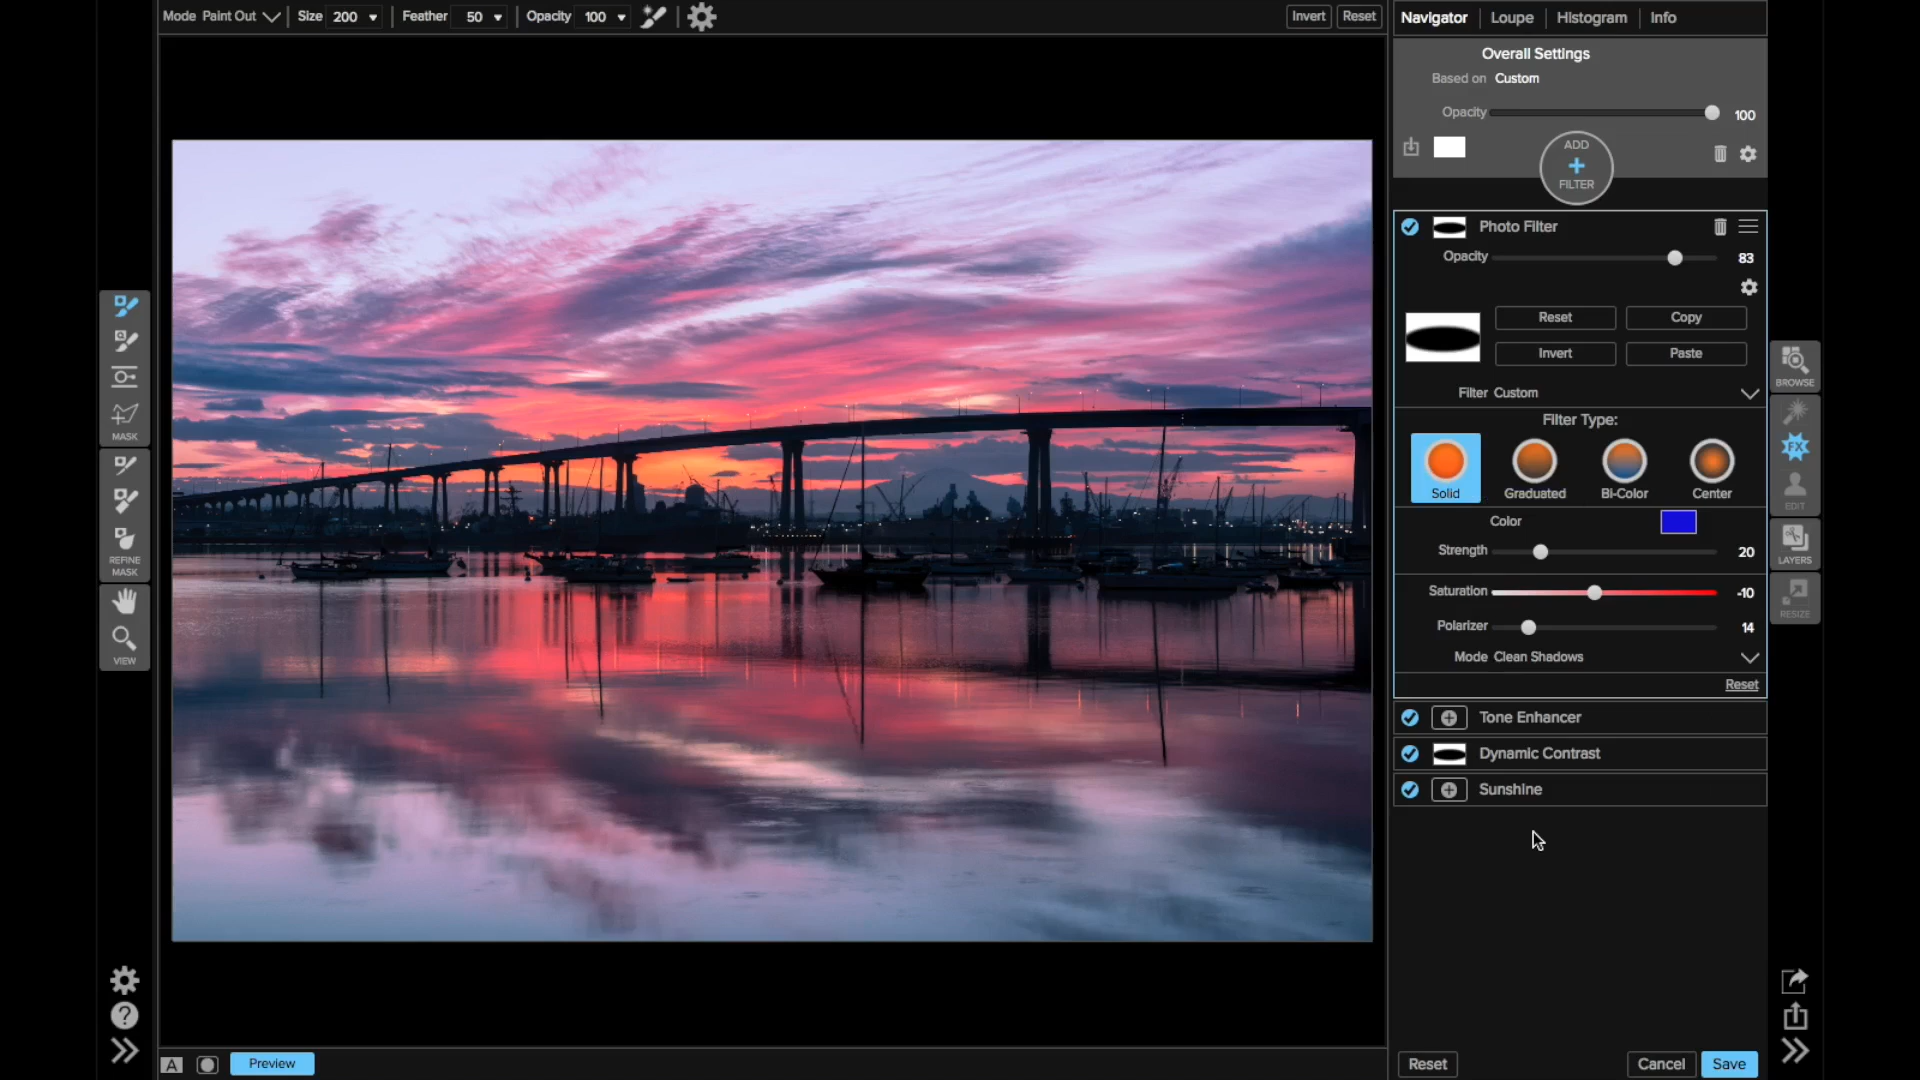 Mode Paint Out Size 200 Feather 50 Opacity 100 Invert Reset
Navigator Loupe Histogram Info
Overall Settings
Based on Custom
Opacity 100
ADD
FILTER
Photo Filter
Opacity 83
Reset Copy
Invert Paste
Filter Custom
Filter Type:
Solid Graduated Bi-Color Center
Color
Strength 20
Saturation -10
Polarizer 14
Mode Clean Shadows
Reset
Tone Enhancer
Dynamic Contrast
Sunshine
MASK
REFINE
MASK
VIEW
BROWSE
FX
EDIT
LAYERS
RESIZE
A Preview
Reset Cancel Save